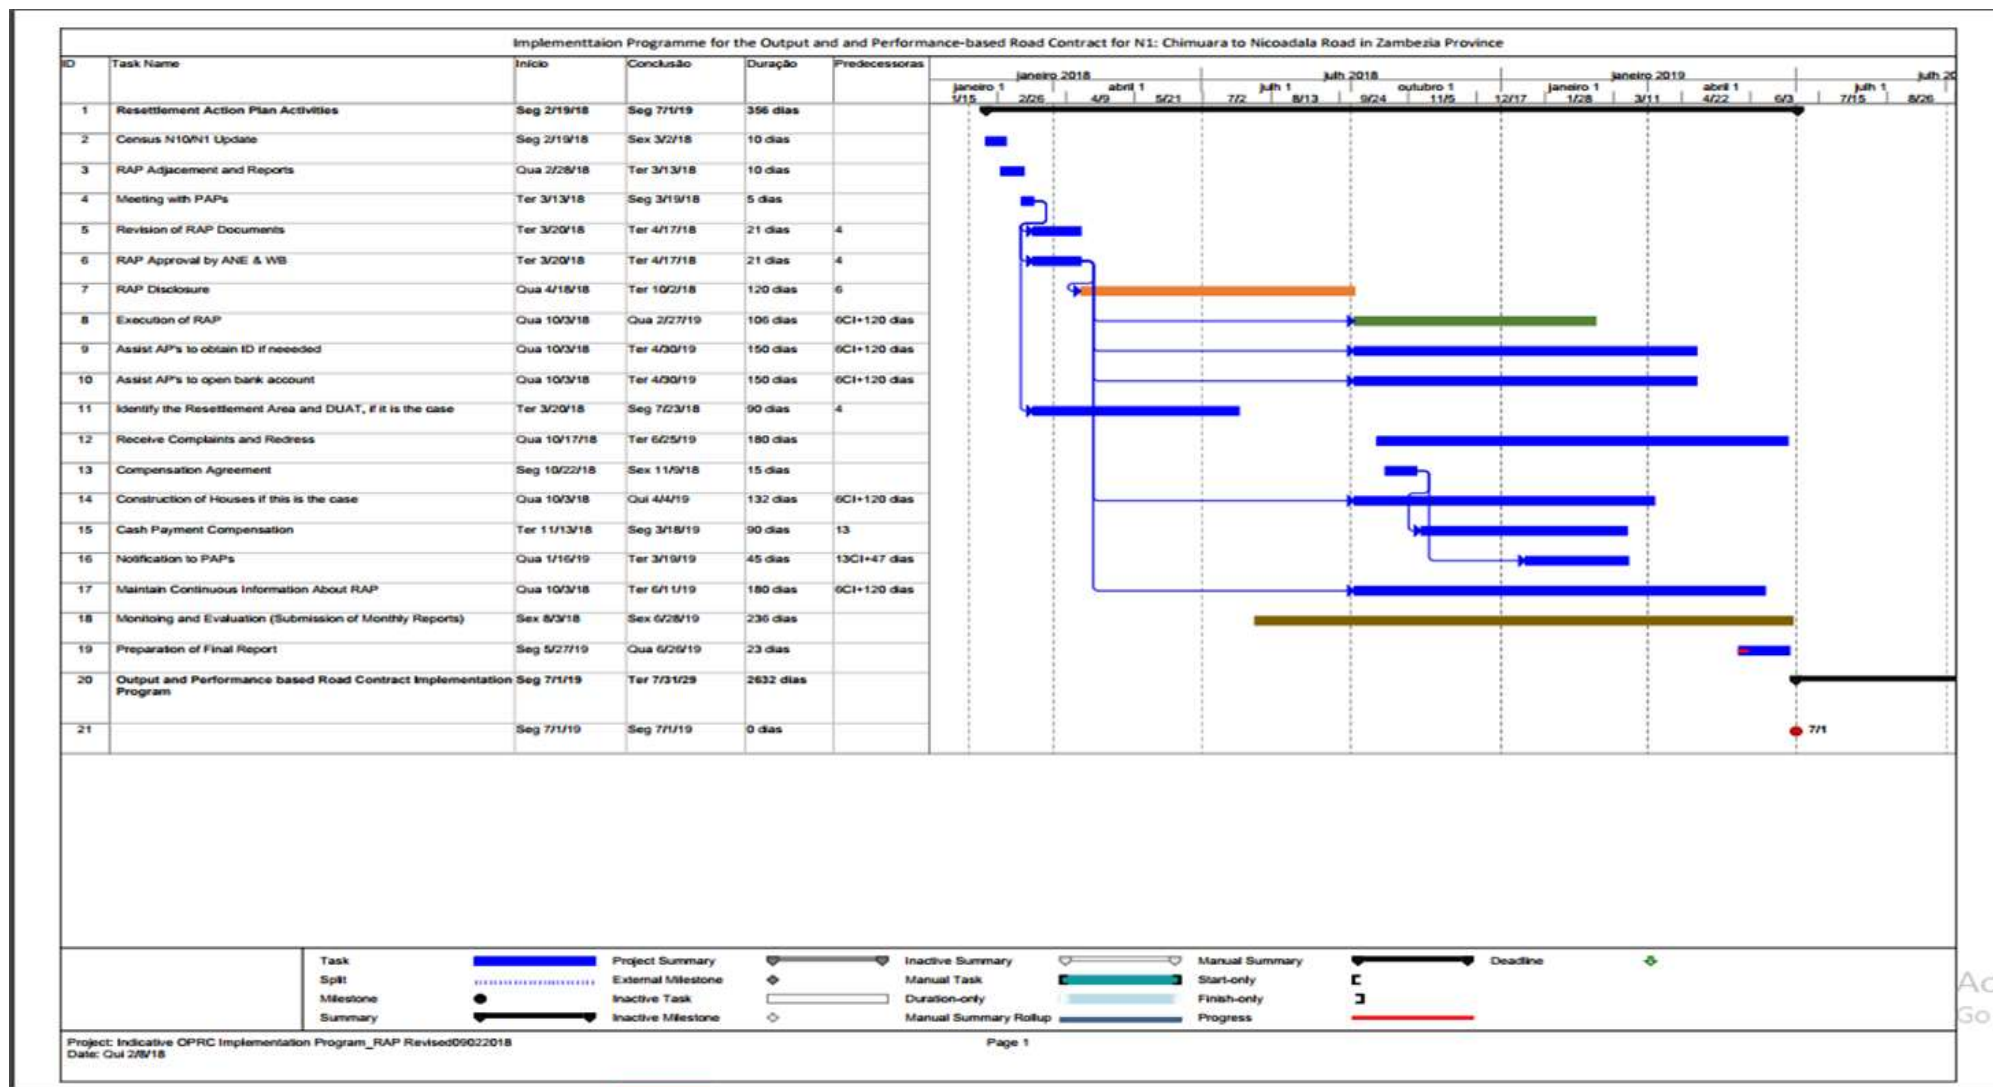 Implementtaion Programme for the Output and and Performance-based Road Contract for N1: Chimuara to Nicoadala Road in Zambezia Province
ID Task Name Início Conclusão Duração Predecessoras
janeiro 2018 julh 2018 janeiro 2019 julh 20
janeiro 1 abril 1 julh 1 outubro 1 janeiro 1 abril 1 julh 1
1/15 2/26 4/9 5/21 7/2 8/13 9/24 11/5 12/17 1/28 3/11 4/22 6/3 7/15 8/26
1 Resettlement Action Plan Activities Seg 2/19/18 Seg 7/1/19 356 dias
2 Census N10/N1 Update Seg 2/19/18 Sex 3/2/18 10 dias
3 RAP Adjacement and Reports Qua 2/28/18 Ter 3/13/18 10 dias
4 Meeting with PAPs Ter 3/13/18 Seg 3/19/18 5 dias
5 Revision of RAP Documents Ter 3/20/18 Ter 4/17/18 21 dias 4
6 RAP Approval by ANE & WB Ter 3/20/18 Ter 4/17/18 21 dias 4
7 RAP Disclosure Qua 4/18/18 Ter 10/2/18 120 dias 6
8 Execution of RAP Qua 10/3/18 Qua 2/27/19 106 dias 6CI+120 dias
9 Assist AP's to obtain ID if neeeded Qua 10/3/18 Ter 4/30/19 150 dias 6CI+120 dias
10 Assist AP's to open bank account Qua 10/3/18 Ter 4/30/19 150 dias 6CI+120 dias
11 Identify the Resettlement Area and DUAT, if it is the case Ter 3/20/18 Seg 7/23/18 90 dias 4
12 Receive Complaints and Redress Qua 10/17/18 Ter 6/25/19 180 dias
13 Compensation Agreement Seg 10/22/18 Sex 11/9/18 15 dias
14 Construction of Houses if this is the case Qua 10/3/18 Qui 4/4/19 132 dias 6CI+120 dias
15 Cash Payment Compensation Ter 11/13/18 Seg 3/18/19 90 dias 13
16 Notification to PAPs Qua 1/16/19 Ter 3/19/19 45 dias 13CI+47 dias
17 Maintain Continuous Information About RAP Qua 10/3/18 Ter 6/11/19 180 dias 6CI+120 dias
18 Monitoing and Evaluation (Submission of Monthly Reports) Sex 8/3/18 Sex 6/28/19 236 dias
19 Preparation of Final Report Seg 5/27/19 Qua 6/26/19 23 dias
20 Output and Performance based Road Contract Implementation Seg 7/1/19 Ter 7/31/29 2632 dias
Program
21 Seg 7/1/19 Seg 7/1/19 0 dias 7/1
Task Project Summary Inactive Summary Manual Summary Deadline
Split External Milestone Manual Task Start-only
Milestone Inactive Task Duration-only Finish-only
Summary Inactive Milestone Manual Summary Rollup Progress
Project: Indicative OPRC Implementation Program_RAP Revised09022018
Date: Qui 2/8/18
Page 1
Ac
Go